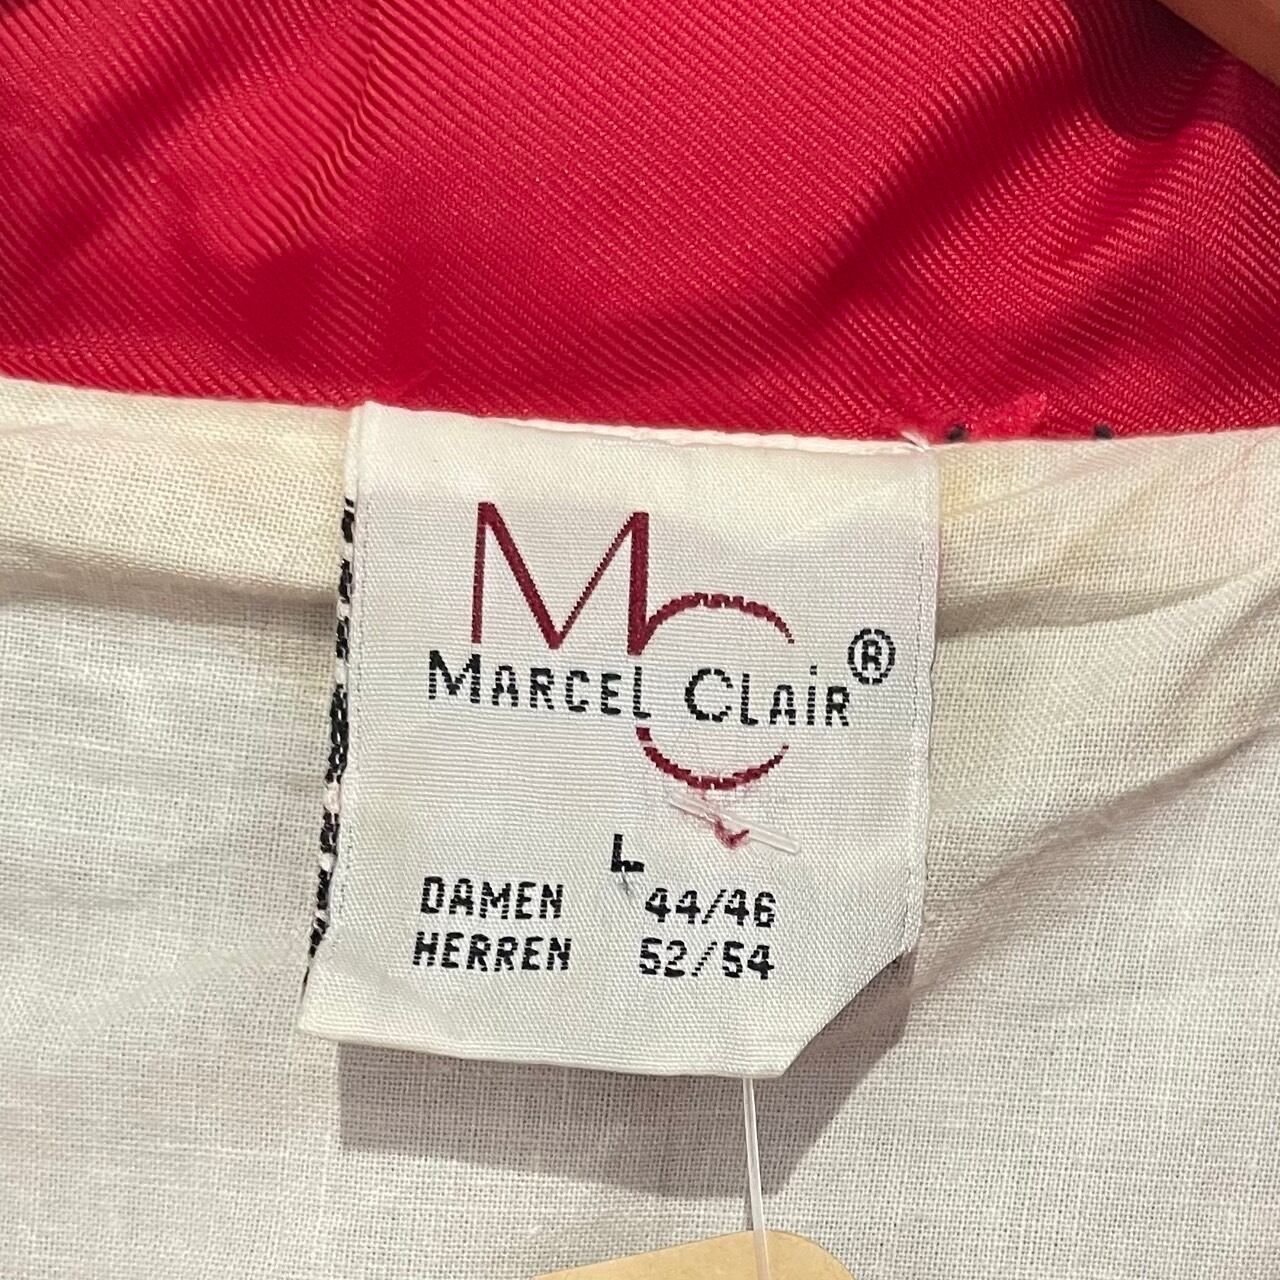 MC
MARCEL CLAIR®
L
DAMEN 44/46
HERREN 52/54